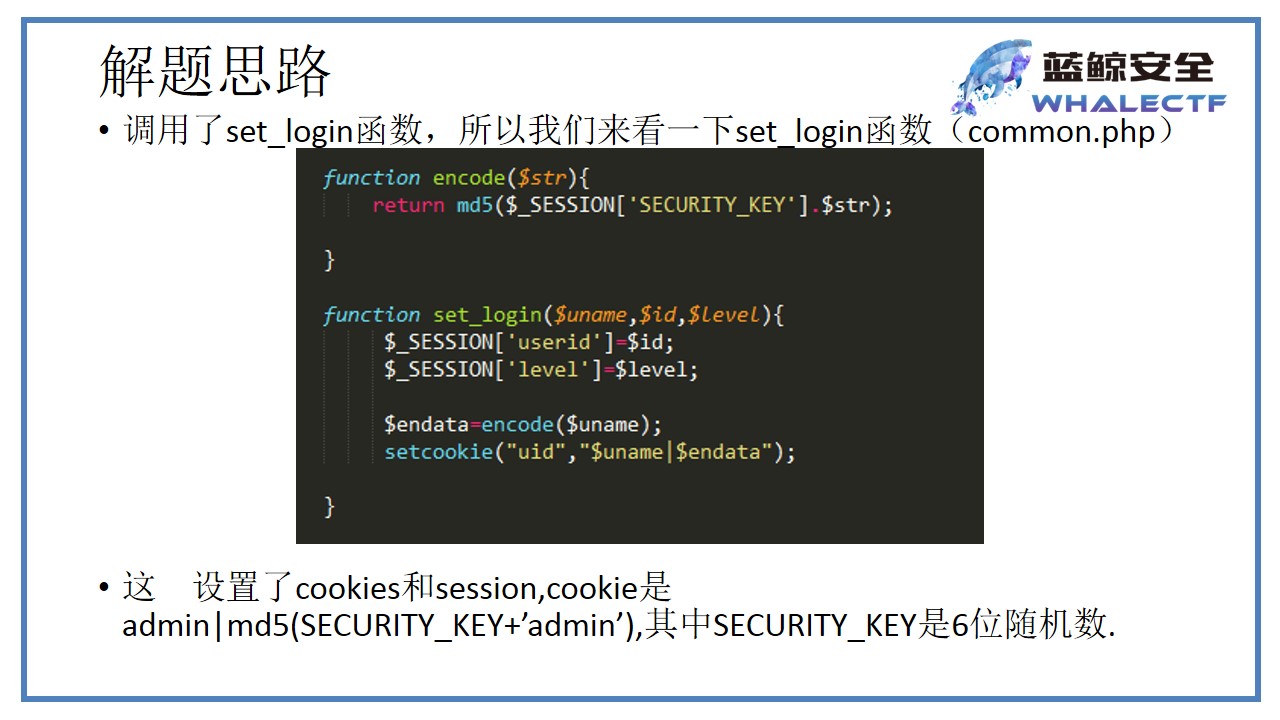 解题思路
蓝鲸安全
WHALECTF
• 调用了set_login函数，所以我们来看一下set_login函数（common.php）
function encode($str){
return md5($_SESSION['SECURITY_KEY'].$str);
}
function set_login($uname,$id,$level){
$_SESSION['userid']=$id;
$_SESSION['level']=$level;
$endata=encode($uname);
setcookie("uid","$uname|$endata");
}
• 这 设置了cookies和session,cookie是
admin|md5(SECURITY_KEY+’admin’),其中SECURITY_KEY是6位随机数.